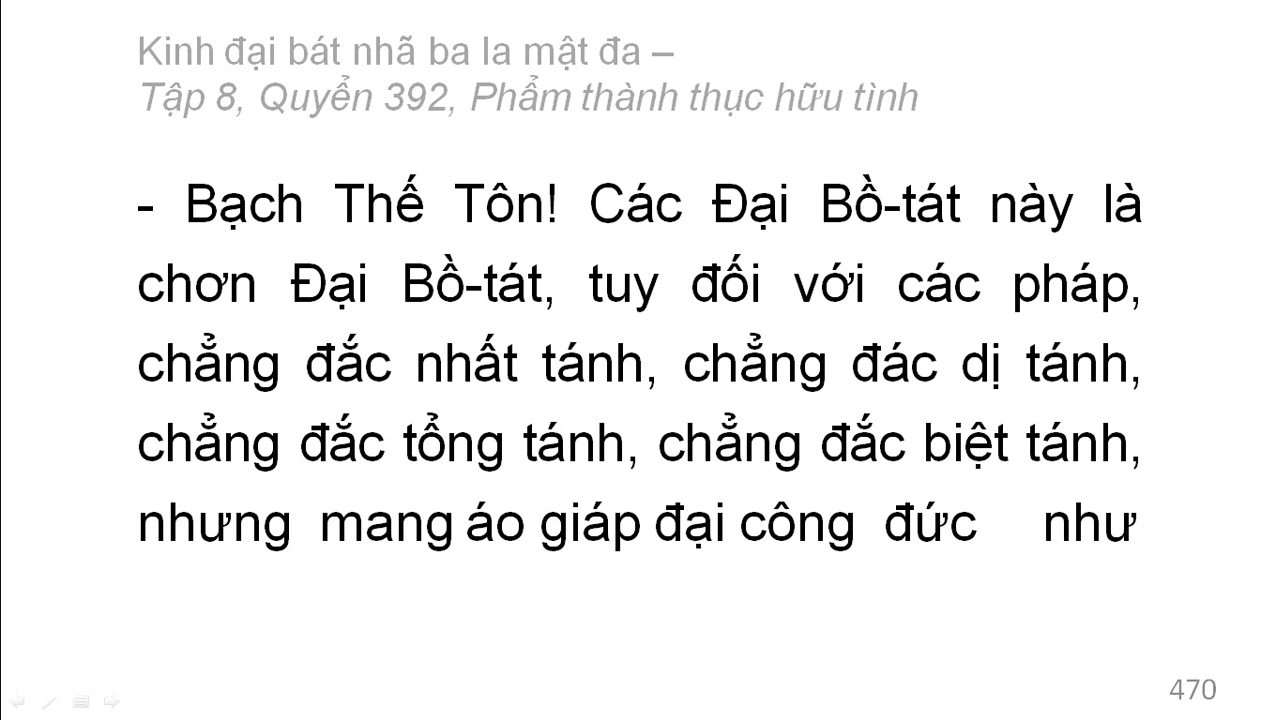 Kinh đại bát nhã ba la mật đa –
Tập 8, Quyển 392, Phẩm thành thục hữu tình
- Bạch Thế Tôn! Các Đại Bồ-tát này là
chơn Đại Bồ-tát, tuy đối với các pháp,
chẳng đắc nhất tánh, chẳng đác dị tánh,
chẳng đắc tổng tánh, chẳng đắc biệt tánh,
nhưng mang áo giáp đại công đức như
470